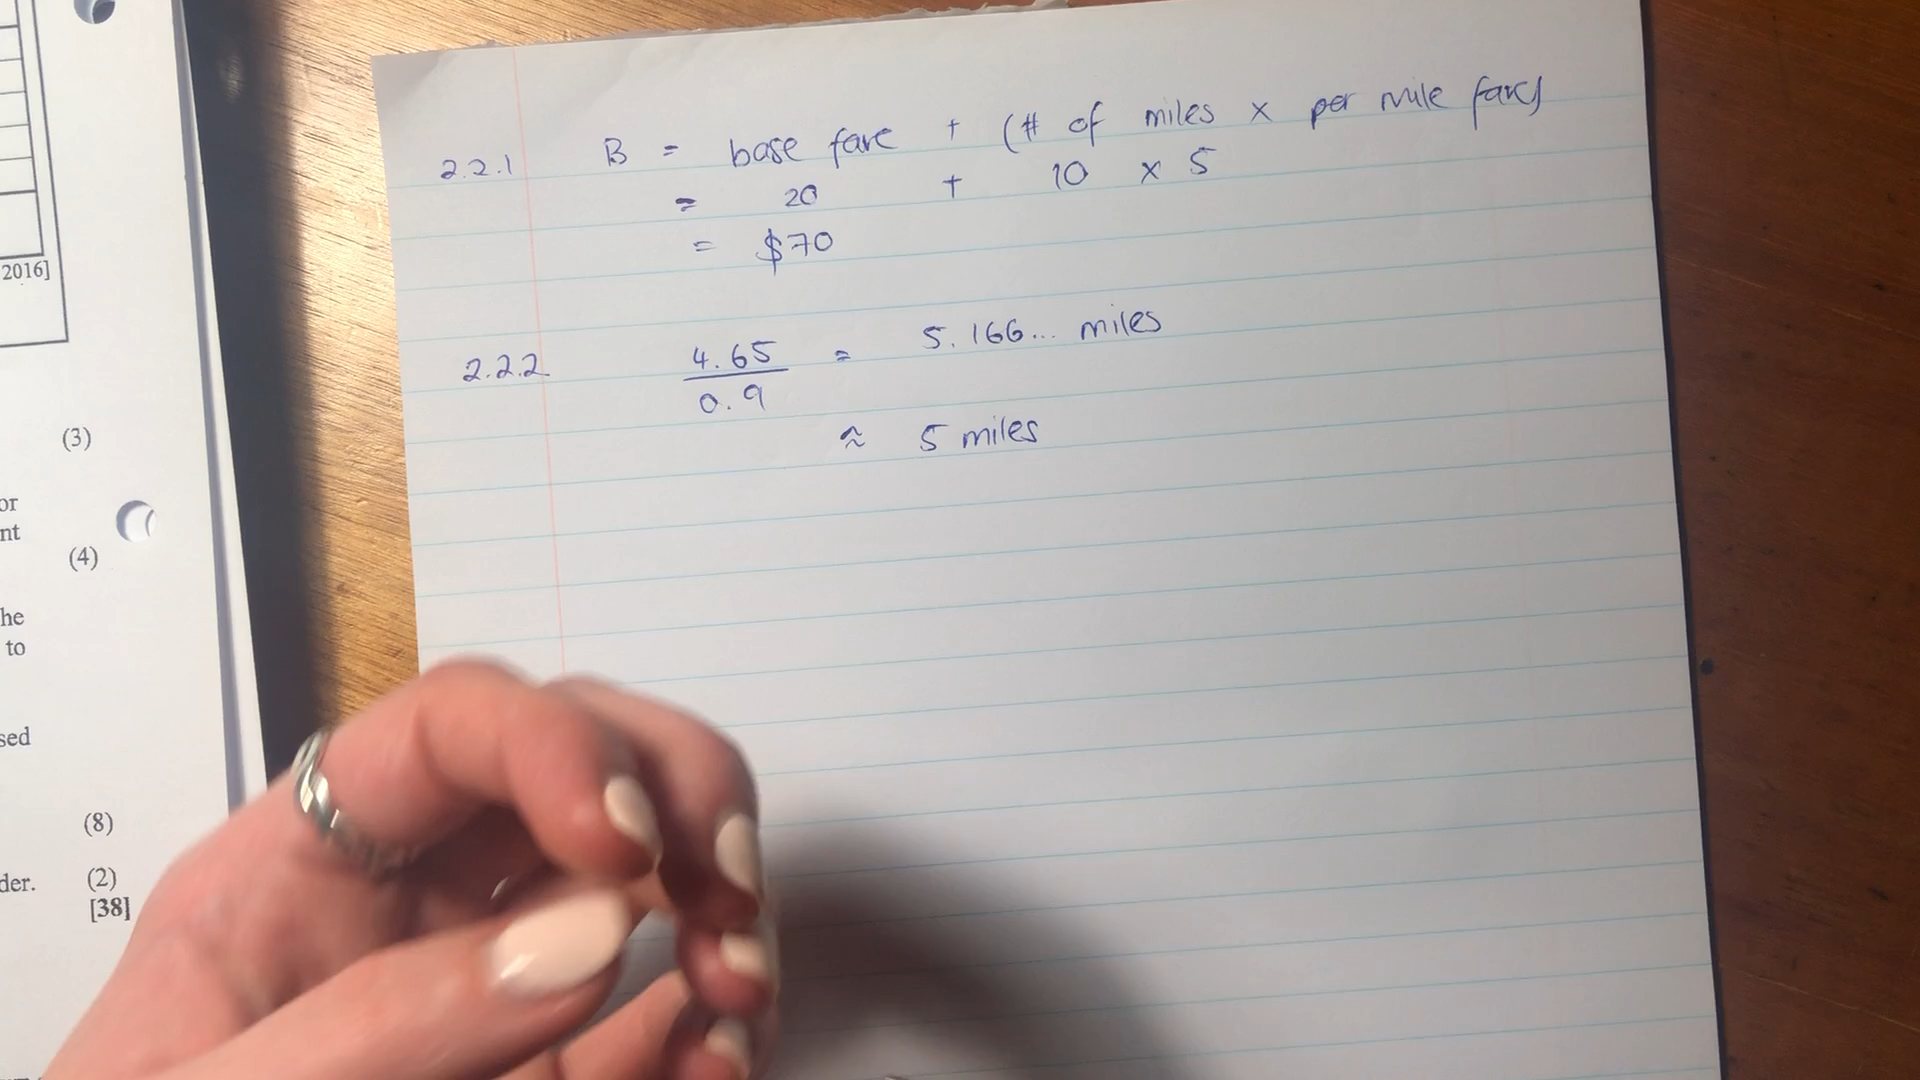 2016]
(3)
or
nt
(4)
he
to
sed
(8)
der. (2)
[38]
2.2.1 B = base fare + (# of miles x per mile fare)
= 20 + 10 x 5
= $70
2.2.2 4.65 = 5.166... miles
0.9
≈ 5 miles